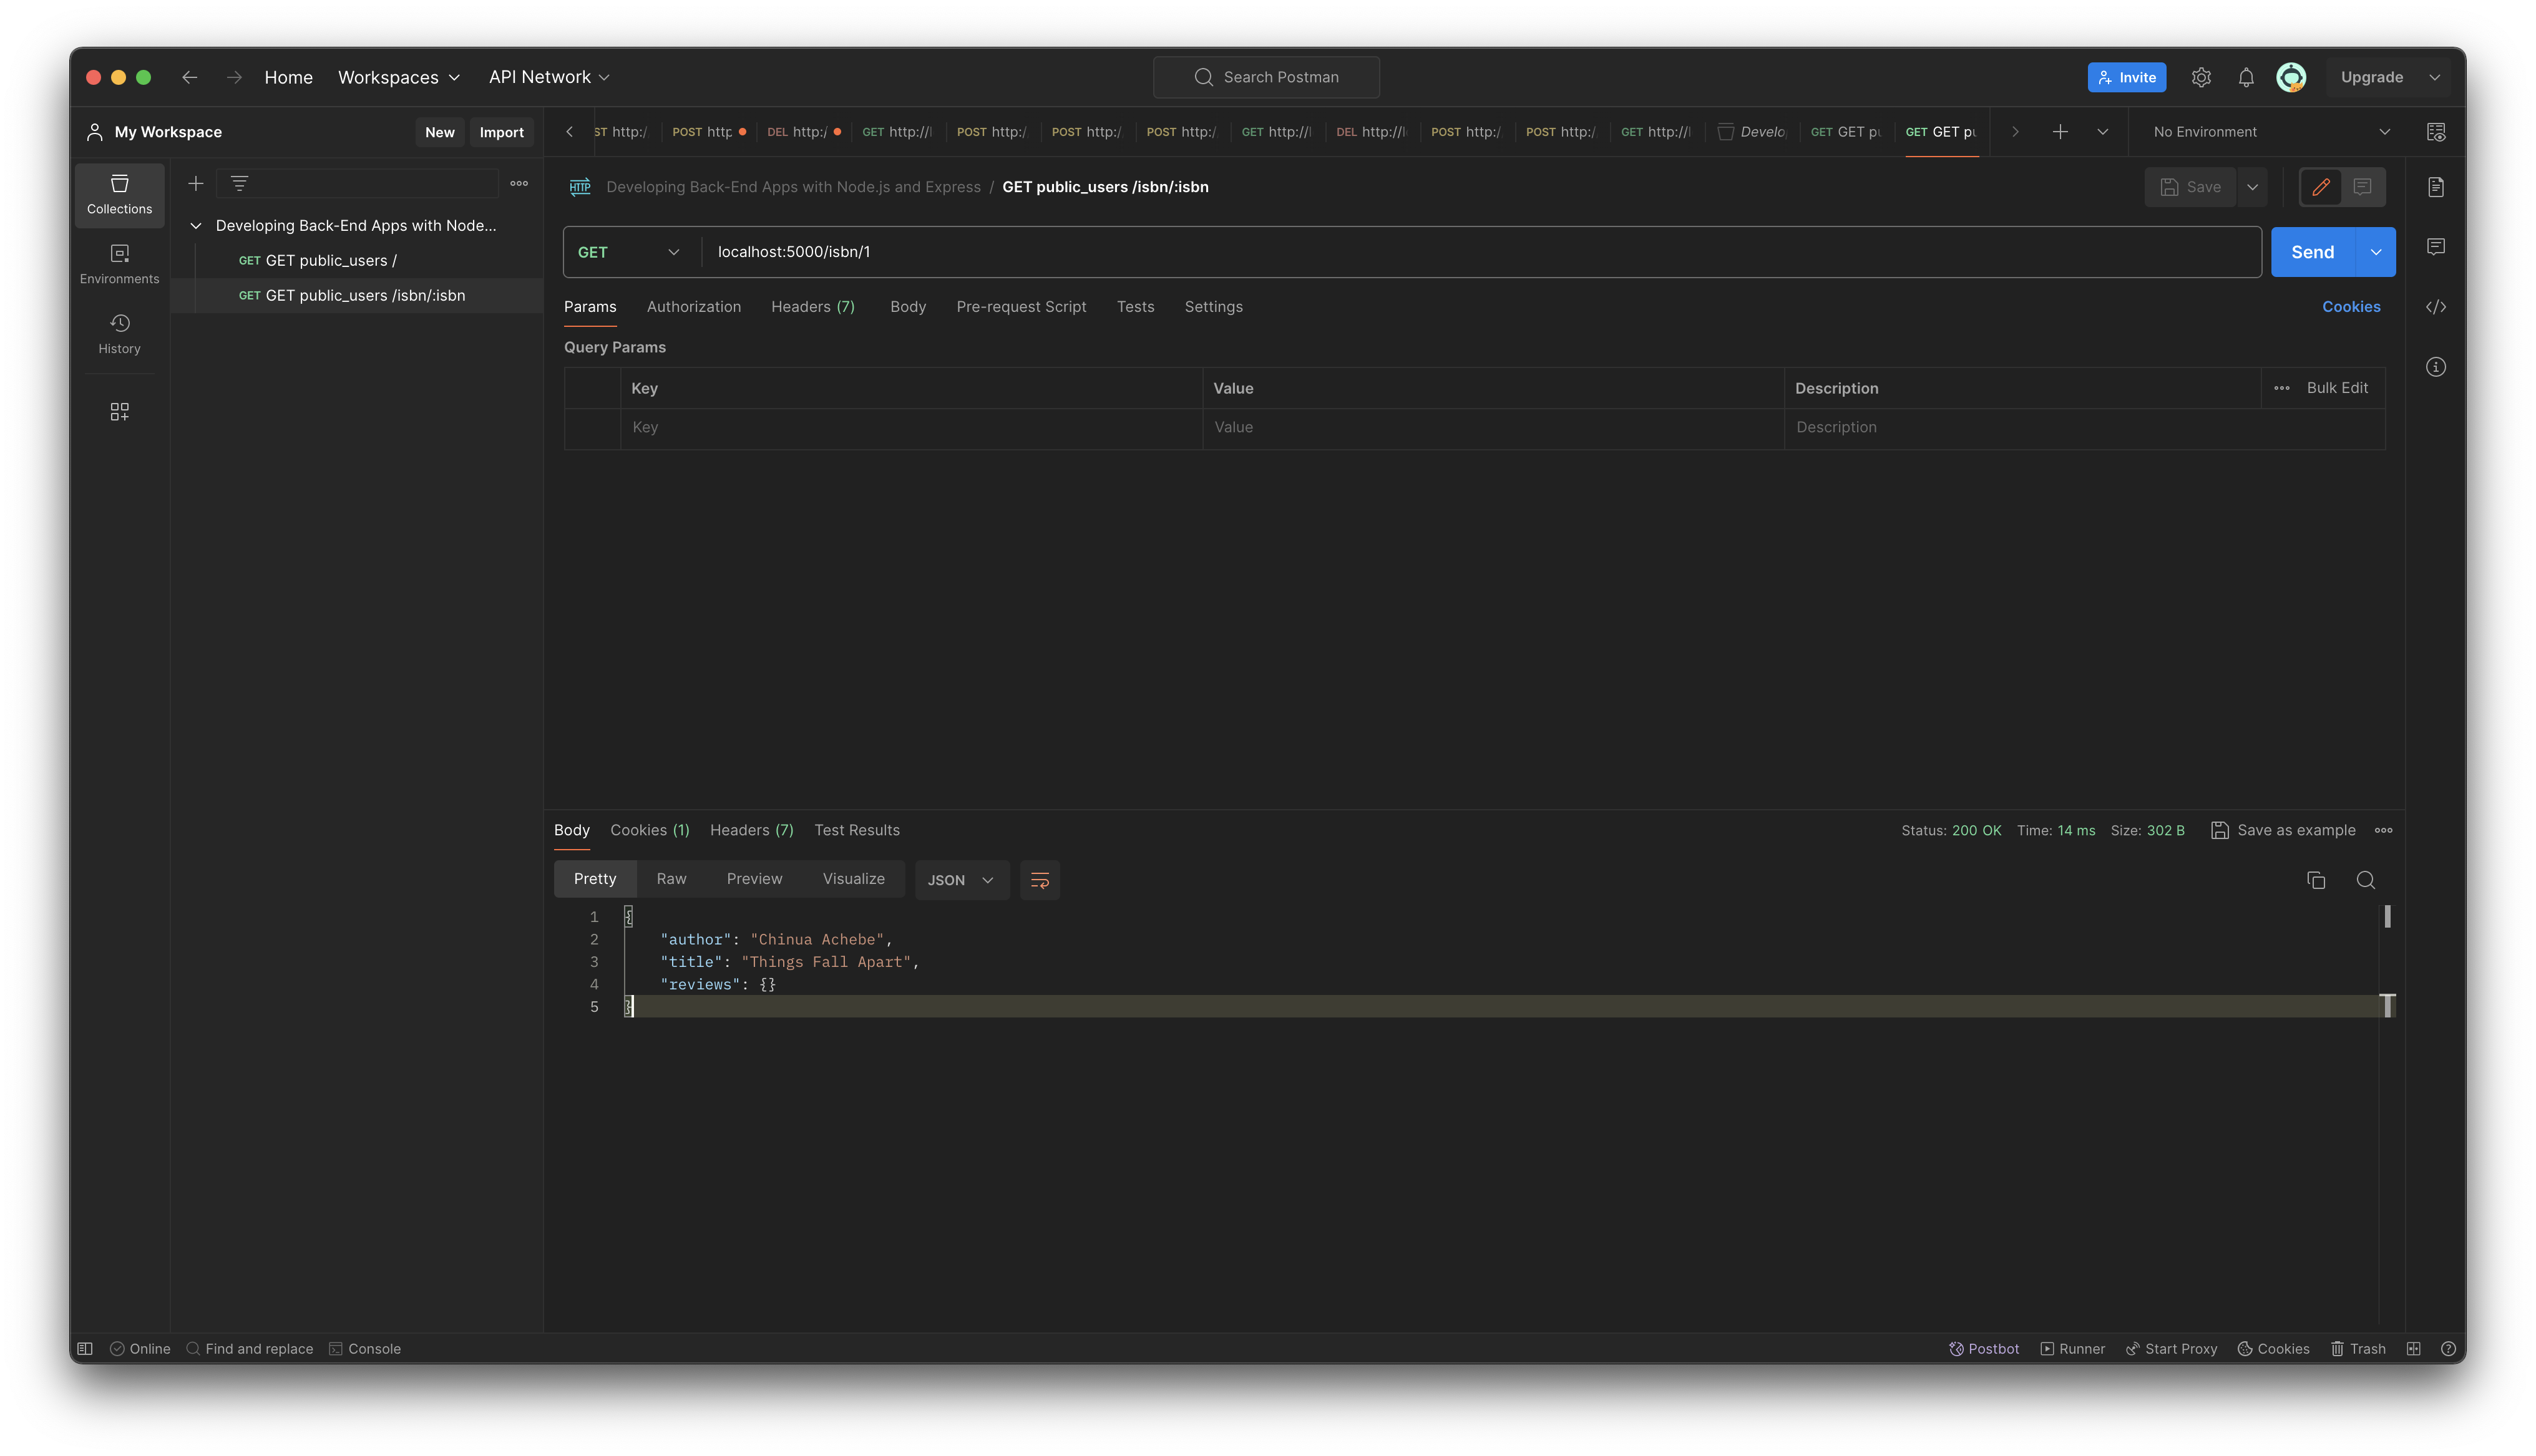 Home Workspaces API Network Search Postman Invite Upgrade
My Workspace New Import
ST http:/ POST http DEL http:/ GET http://l POST http:/ POST http:/ POST http:/ GET http://l DEL http://l POST http:/ POST http:/ GET http://l Develo GET GET pu GET GET pu No Environment
Collections
Environments
History
Developing Back-End Apps with Node...
GET GET public_users /
GET GET public_users /isbn/:isbn
HTTP Developing Back-End Apps with Node.js and Express / GET public_users /isbn/:isbn Save
GET localhost:5000/isbn/1 Send
Params Authorization Headers (7) Body Pre-request Script Tests Settings Cookies
Query Params
Key Value Description Bulk Edit
Key Value Description
Body Cookies (1) Headers (7) Test Results Status: 200 OK Time: 14 ms Size: 302 B Save as example
Pretty Raw Preview Visualize JSON
1 {
2 "author": "Chinua Achebe",
3 "title": "Things Fall Apart",
4 "reviews": {}
5 }
Online Find and replace Console Postbot Runner Start Proxy Cookies Trash